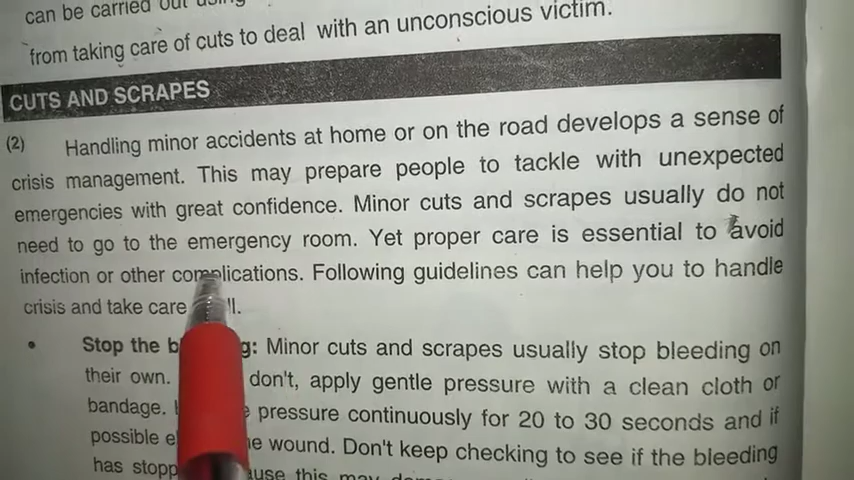 can be carried out using
from taking care of cuts to deal with an unconscious victim.
CUTS AND SCRAPES
(2) Handling minor accidents at home or on the road develops a sense of
crisis management. This may prepare people to tackle with unexpected
emergencies with great confidence. Minor cuts and scrapes usually do not
need to go to the emergency room. Yet proper care is essential to avoid
infection or other complications. Following guidelines can help you to handle
crisis and take care
• Stop the b g: Minor cuts and scrapes usually stop bleeding on
their own. don't, apply gentle pressure with a clean cloth or
bandage. pressure continuously for 20 to 30 seconds and if
possible wound. Don't keep checking to see if the bleeding
has this may